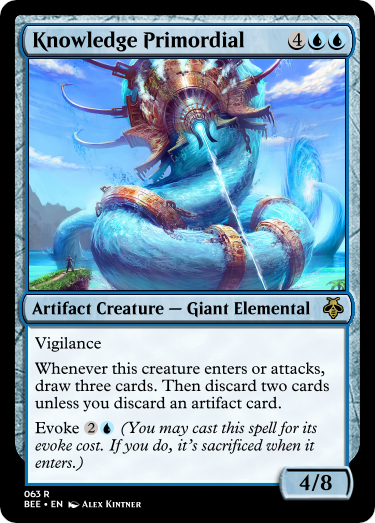 Knowledge Primordial 4
Artifact Creature — Giant Elemental
Vigilance
Whenever this creature enters or attacks,
draw three cards. Then discard two cards
unless you discard an artifact card.
Evoke 2 (You may cast this spell for its
evoke cost. If you do, it's sacrificed when it
enters.)
4/8
063 R
BEE • EN Alex Kintner